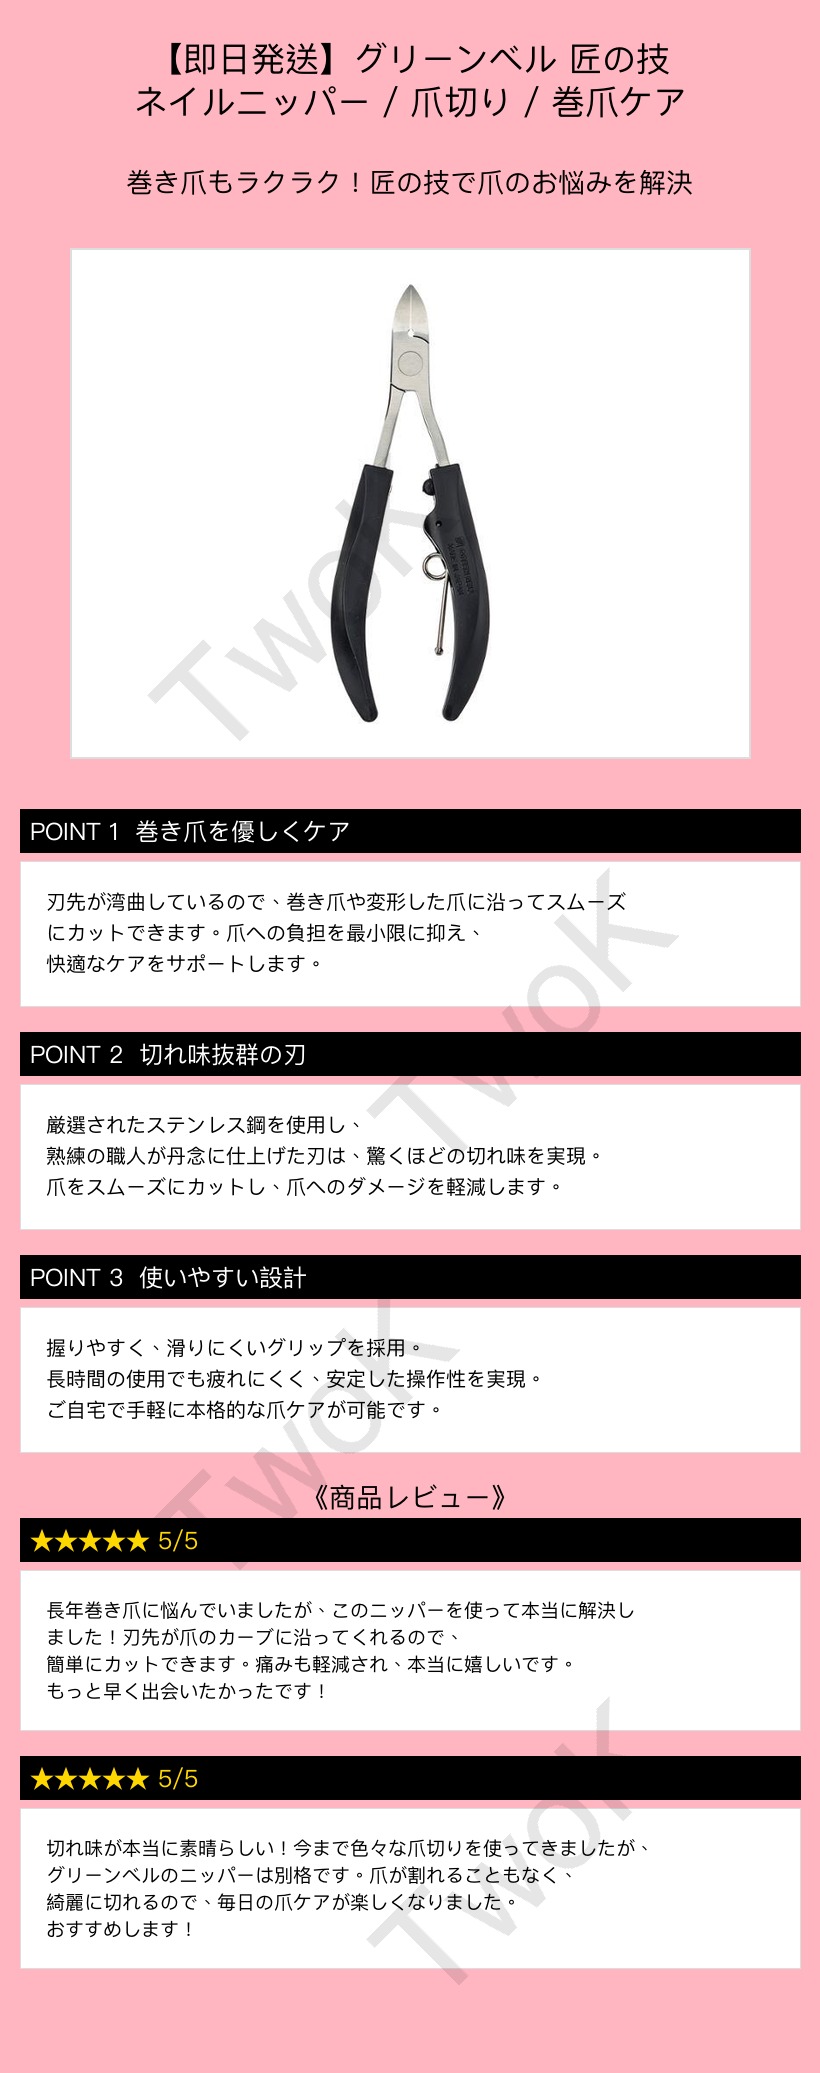 【即日発送】グリーンベル 匠の技
ネイルニッパー / 爪切り / 巻爪ケア
巻き爪もラクラク！匠の技で爪のお悩みを解決
TwoK
POINT 1 巻き爪を優しくケア
刃先が湾曲しているので、巻き爪や変形した爪に沿ってスムーズ
にカットできます。爪への負担を最小限に抑え、
快適なケアをサポートします。
TwoK
POINT 2 切れ味抜群の刃
厳選されたステンレス鋼を使用し、
熟練の職人が丹念に仕上げた刃は、驚くほどの切れ味を実現。
爪をスムーズにカットし、爪へのダメージを軽減します。
POINT 3 使いやすい設計
握りやすく、滑りにくいグリップを採用。
長時間の使用でも疲れにくく、安定した操作性を実現。
ご自宅で手軽に本格的な爪ケアが可能です。
TwoK
《商品レビュー》
★★★★★ 5/5
長年巻き爪に悩んでいましたが、このニッパーを使って本当に解決し
ました！刃先が爪のカーブに沿ってくれるので、
簡単にカットできます。痛みも軽減され、本当に嬉しいです。
もっと早く出会いたかったです！
★★★★★ 5/5
切れ味が本当に素晴らしい！今まで色々な爪切りを使ってきましたが、
グリーンベルのニッパーは別格です。爪が割れることもなく、
綺麗に切れるので、毎日の爪ケアが楽しくなりました。
おすすめします！
TwoK